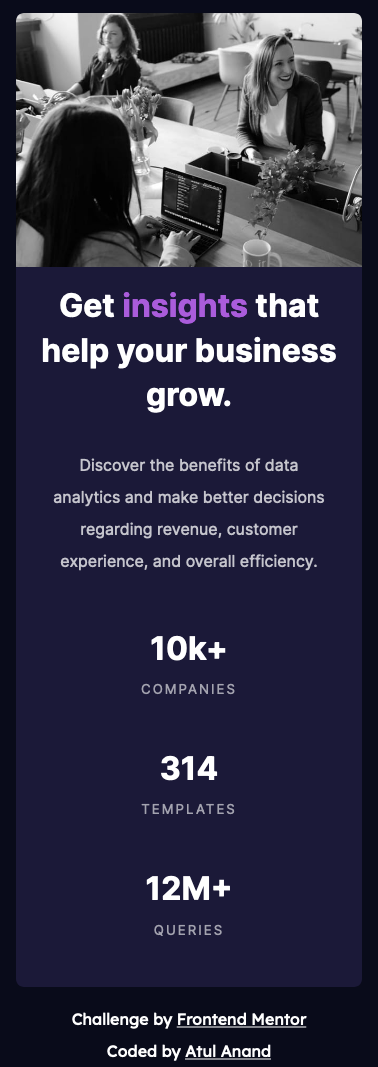 Get insights that
help your business
grow.
Discover the benefits of data
analytics and make better decisions
regarding revenue, customer
experience, and overall efficiency.
10k+
COMPANIES
314
TEMPLATES
12M+
QUERIES
Challenge by Frontend Mentor
Coded by Atul Anand